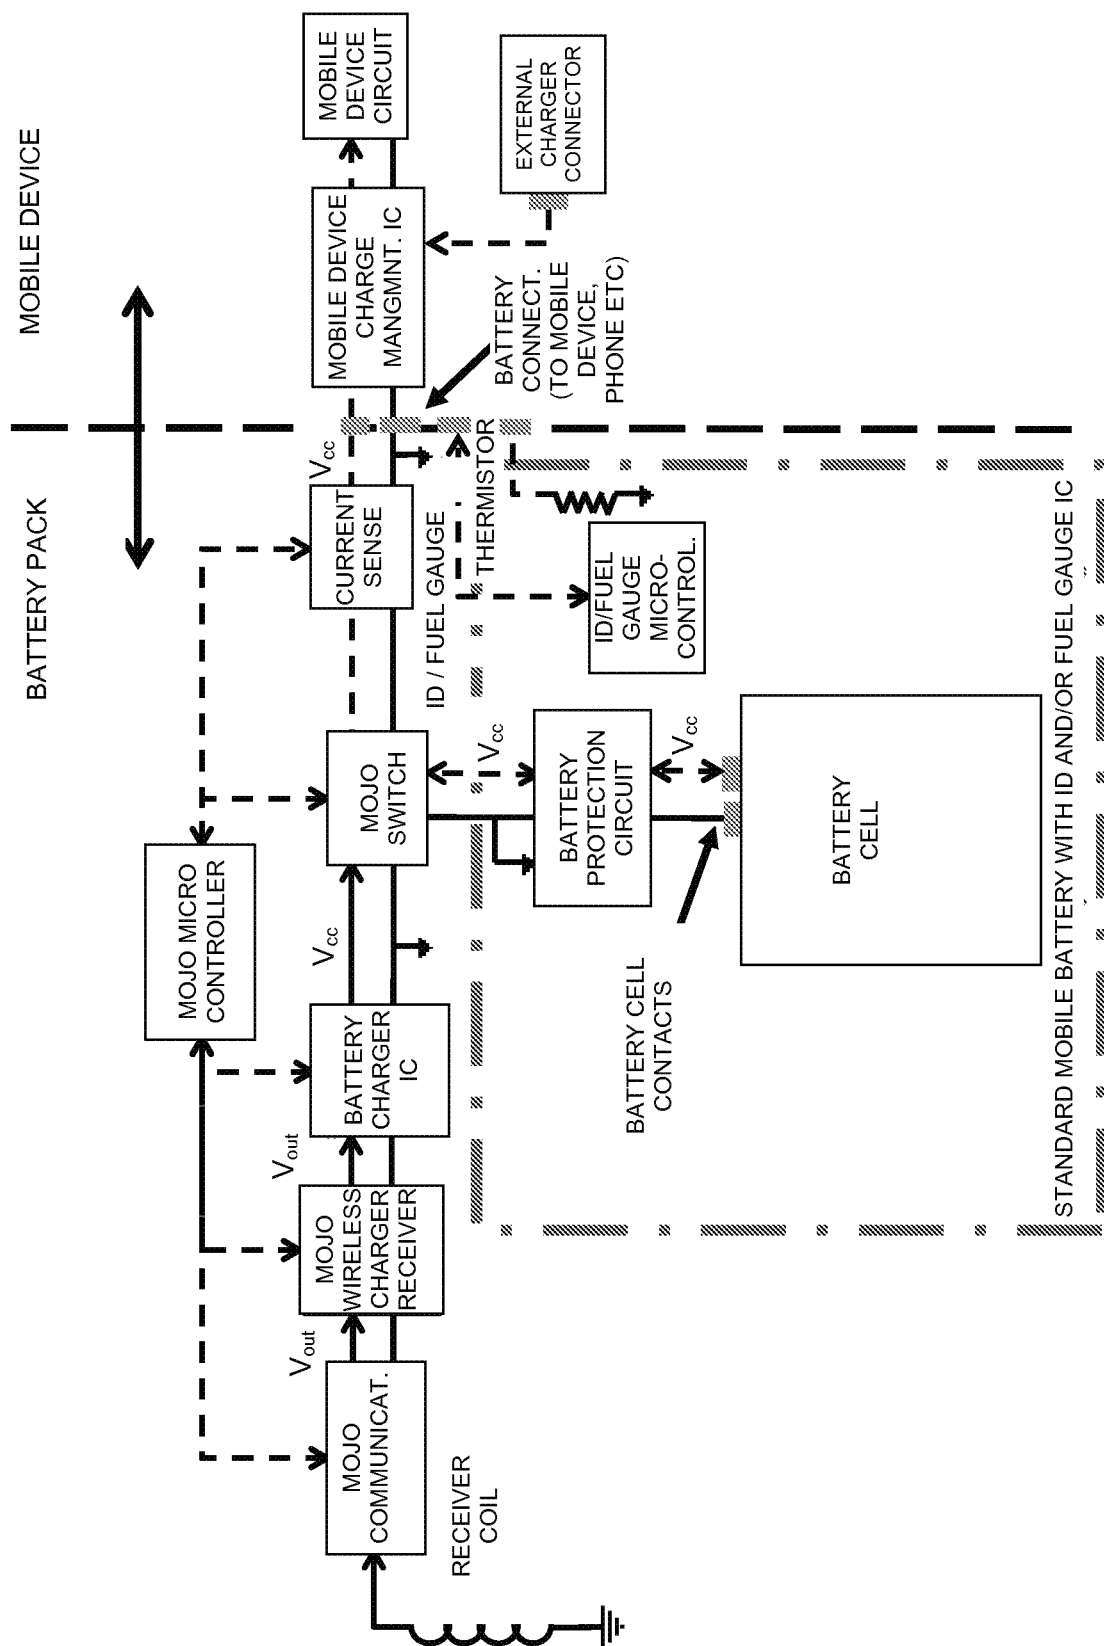 BATTERY PACK
MOBILE DEVICE
MOJO MICRO
CONTROLLER
RECEIVER
COIL
MOJO
COMMUNICAT.
Vout
MOJO
WIRELESS
CHARGER
RECEIVER
Vout
BATTERY
CHARGER
IC
Vcc
MOJO
SWITCH
CURRENT
SENSE
Vcc
MOBILE DEVICE
CHARGE
MANGMNT. IC
MOBILE
DEVICE
CIRCUIT
ID / FUEL GAUGE
THERMISTOR
BATTERY
CONNECT.
(TO MOBILE
DEVICE,
PHONE ETC)
EXTERNAL
CHARGER
CONNECTOR
Vcc
BATTERY
PROTECTION
CIRCUIT
ID/FUEL
GAUGE
MICRO-
CONTROL.
Vcc
BATTERY CELL
CONTACTS
BATTERY
CELL
STANDARD MOBILE BATTERY WITH ID AND/OR FUEL GAUGE IC